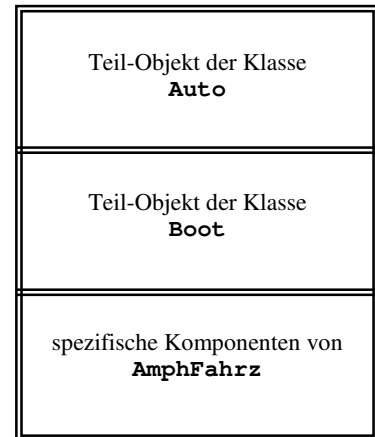 Teil-Objekt der Klasse
Auto
Teil-Objekt der Klasse
Boot
spezifische Komponenten von
AmphFahrz